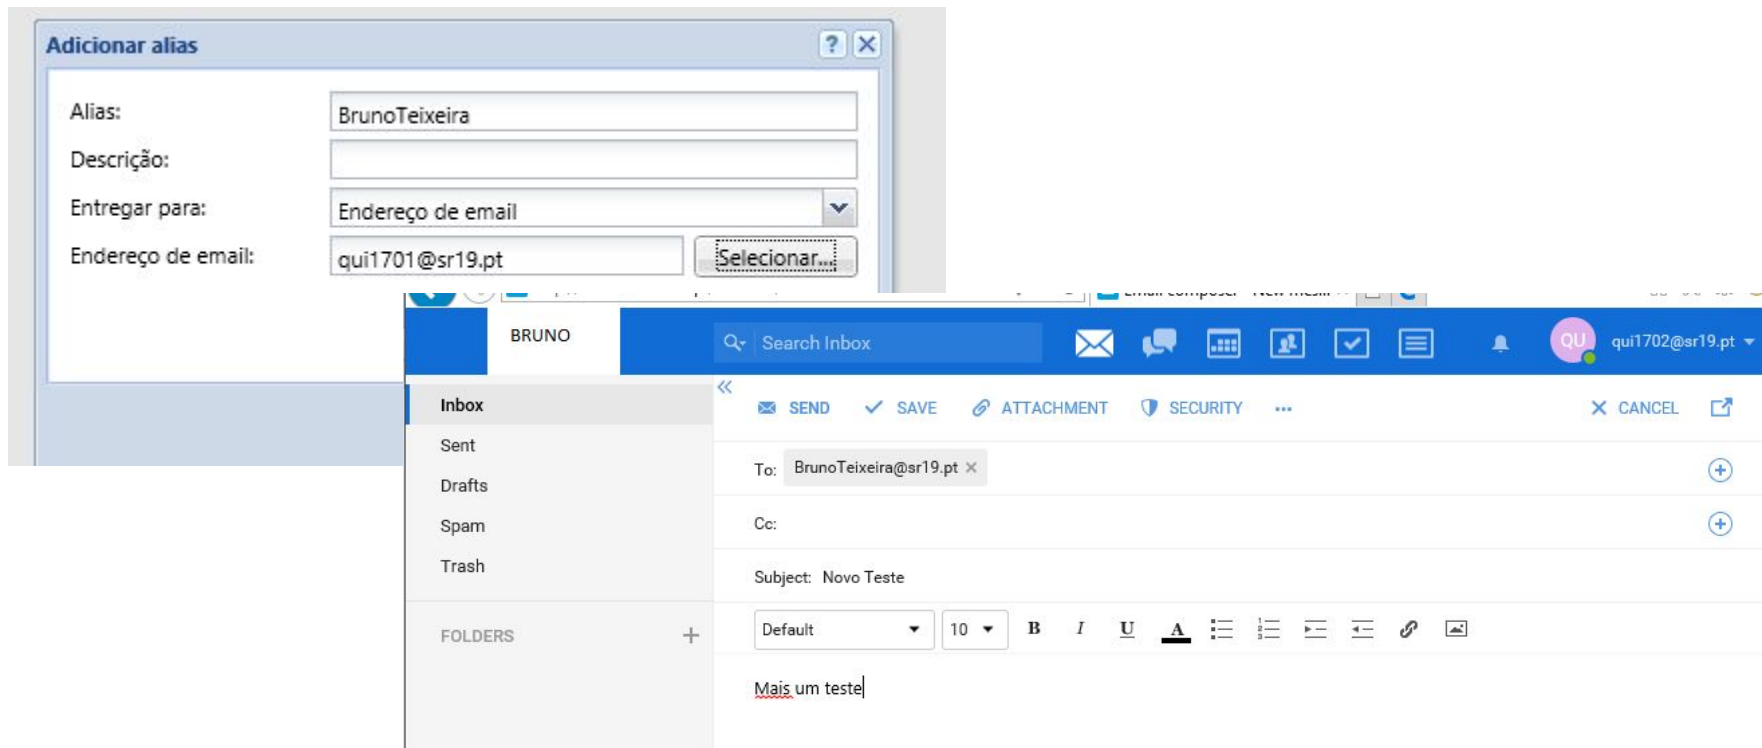 Adicionar alias
?
Alias: BrunoTeixeira
Descrição:
Entregar para: Endereço de email
Endereço de email: qui1701@sr19.pt Selecionar...
BRUNO Search Inbox QU qui1702@sr19.pt
Inbox
Sent
Drafts
Spam
Trash
FOLDERS +
SEND SAVE ATTACHMENT SECURITY ... CANCEL
To: BrunoTeixeira@sr19.pt ×
Cc:
Subject: Novo Teste
Default 10 B I U A
Mais um teste